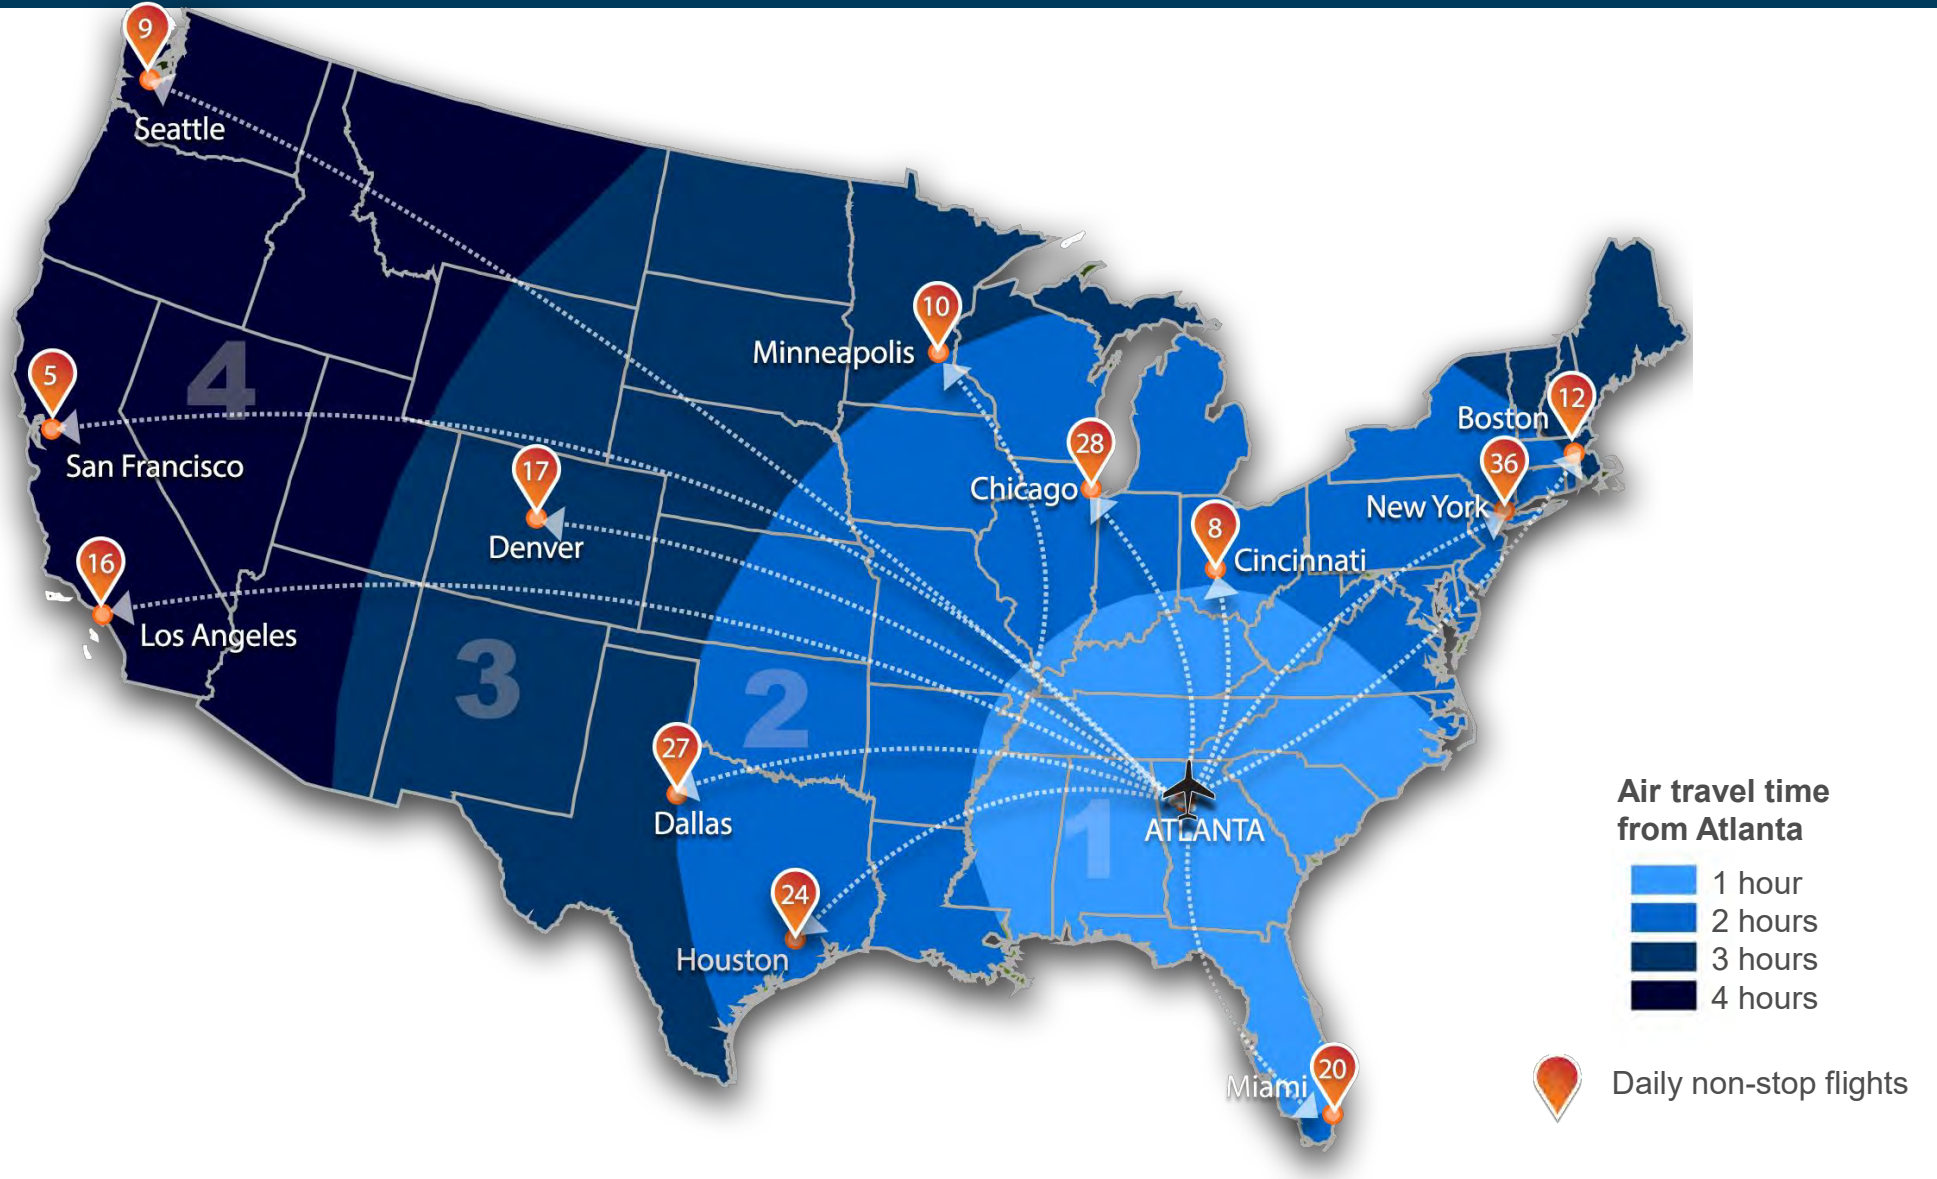 9
Seattle
10
Minneapolis
4
5
San Francisco
12
Boston
28
Chicago
36
New York
17
Denver
8
Cincinnati
16
Los Angeles
3
2
27
Dallas
1
ATLANTA
24
Houston
20
Miami
Air travel time
from Atlanta
1 hour
2 hours
3 hours
4 hours
Daily non-stop flights